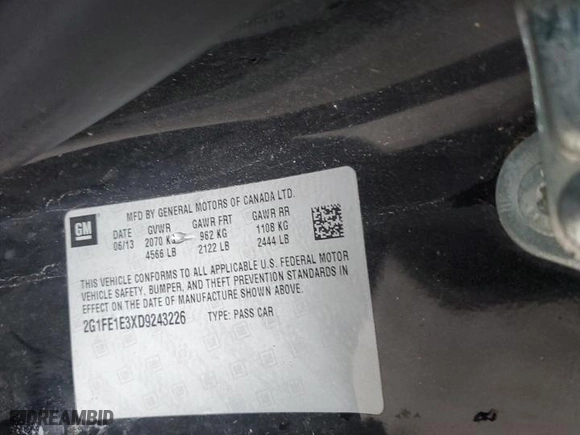 MFD BY GENERAL MOTORS OF CANADA LTD.
GM
DATE GVWR GAWR FRT GAWR RR
06/13 2070 KG 962 KG 1108 KG
4566 LB 2122 LB 2444 LB
THIS VEHICLE CONFORMS TO ALL APPLICABLE U.S. FEDERAL MOTOR
VEHICLE SAFETY, BUMPER, AND THEFT PREVENTION STANDARDS IN
EFFECT ON THE DATE OF MANUFACTURE SHOWN ABOVE.
2G1FE1E3XD9243226 TYPE: PASS CAR
DREAMBID